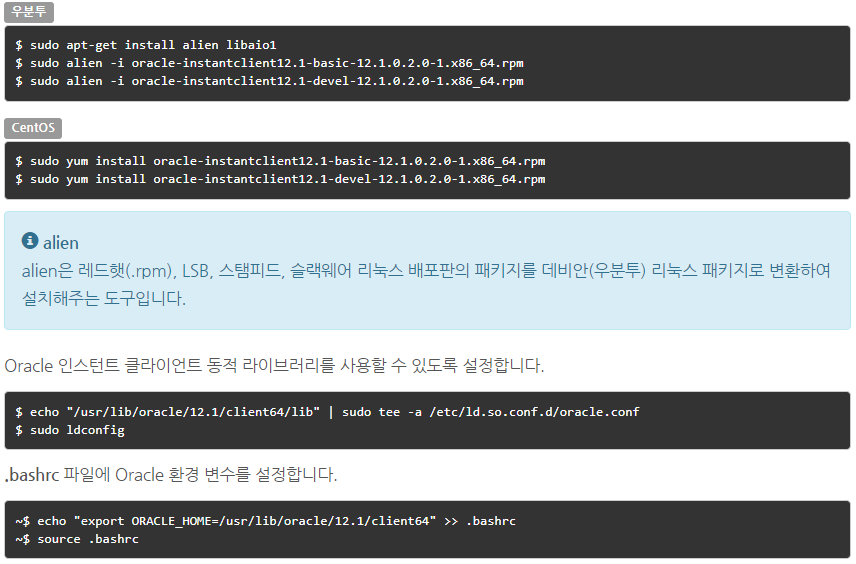 우분투
$ sudo apt-get install alien libaio1
$ sudo alien -i oracle-instantclient12.1-basic-12.1.0.2.0-1.x86_64.rpm
$ sudo alien -i oracle-instantclient12.1-devel-12.1.0.2.0-1.x86_64.rpm
CentOS
$ sudo yum install oracle-instantclient12.1-basic-12.1.0.2.0-1.x86_64.rpm
$ sudo yum install oracle-instantclient12.1-devel-12.1.0.2.0-1.x86_64.rpm
alien
alien은 레드햇(.rpm), LSB, 스탬피드, 슬랙웨어 리눅스 배포판의 패키지를 데비안(우분투) 리눅스 패키지로 변환하여
설치해주는 도구입니다.
Oracle 인스턴트 클라이언트 동적 라이브러리를 사용할 수 있도록 설정합니다.
$ echo "/usr/lib/oracle/12.1/client64/lib" | sudo tee -a /etc/ld.so.conf.d/oracle.conf
$ sudo ldconfig
.bashrc 파일에 Oracle 환경 변수를 설정합니다.
~$ echo "export ORACLE_HOME=/usr/lib/oracle/12.1/client64" >> .bashrc
~$ source .bashrc